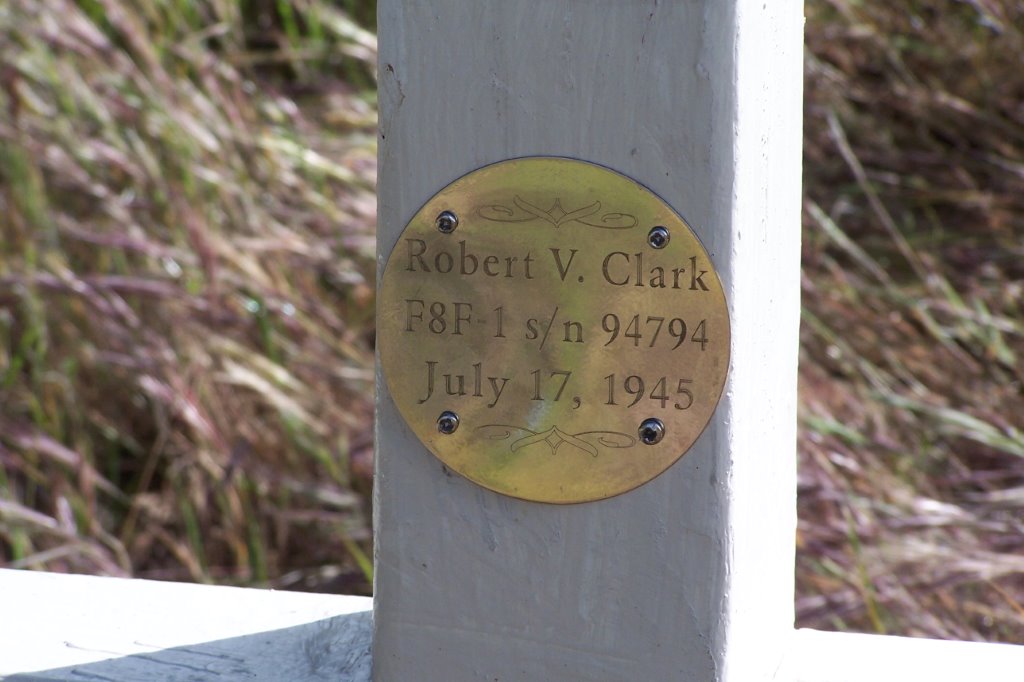 Robert V. Clark
F8F-1 s/n 94794
July 17, 1945